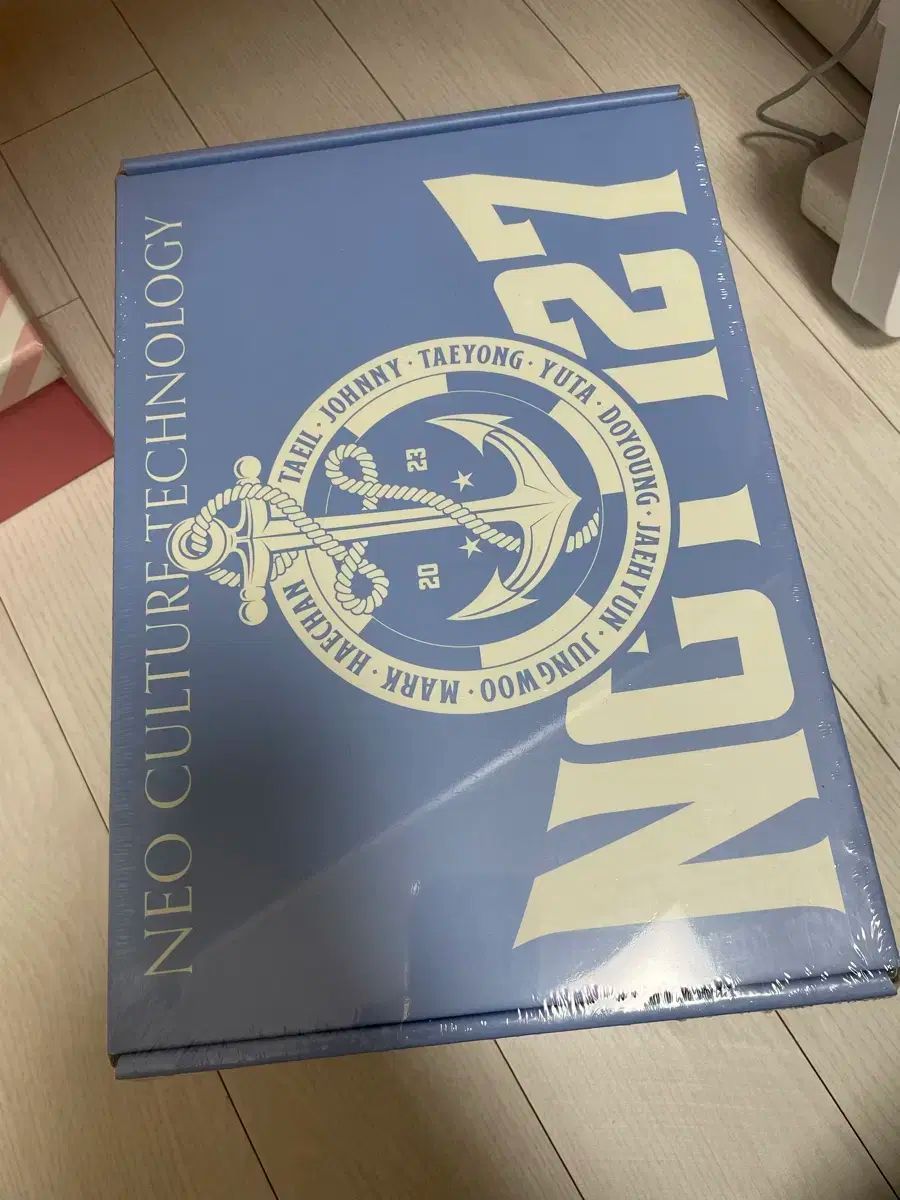 NEO CULTURE TECHNOLOGY
TAEIL · JOHNNY · TAEYONG · YUTA · DOYOUNG · JAEHYUN · JUNGWOO · MARK · HAECHAN
20 23
NCT 127